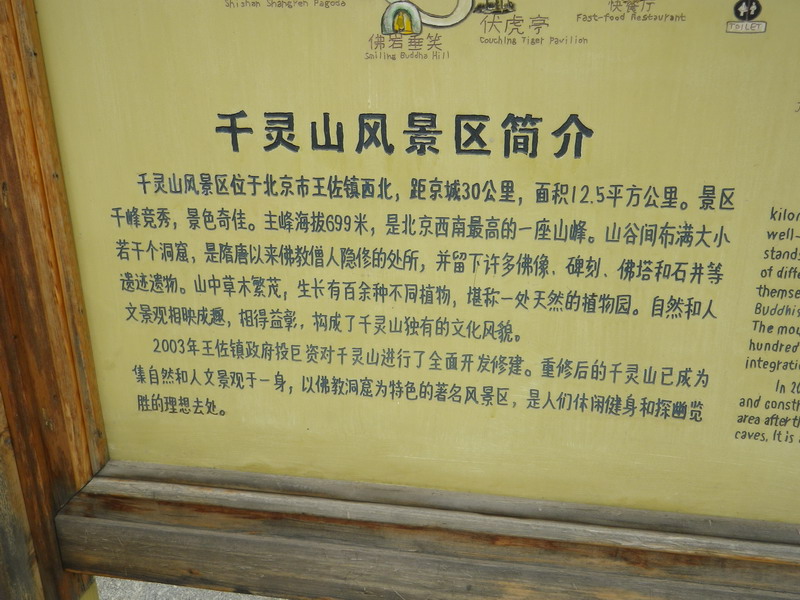 Shishan Shangren Pagoda
佛岩垂笑
Smiling Buddha Hill
伏虎亭
Couching Tiger Pavilion
快餐厅
Fast-food Restaurant
TOILET
千灵山风景区简介
千灵山风景区位于北京市王佐镇西北，距京城30公里，面积12.5平方公里。景区
千峰竞秀，景色奇佳。主峰海拔699米，是北京西南最高的一座山峰。山谷间布满大小
若干个洞窟，是隋唐以来佛教僧人隐修的处所，并留下许多佛像、碑刻、佛塔和石井等
遗迹遗物。山中草木繁茂，生长有百余种不同植物，堪称一处天然的植物园。自然和人
文景观相映成趣，相得益彰，构成了千灵山独有的文化风貌。
2003年王佐镇政府投巨资对千灵山进行了全面开发修建。重修后的千灵山已成为
集自然和人文景观于一身，以佛教洞窟为特色的著名风景区，是人们休闲健身和探幽览
胜的理想去处。
kilom
well-
stands
of diffe
themse
Buddhis
The mou
hundred
integratio
In 20
and constr
area after th
caves. It is a